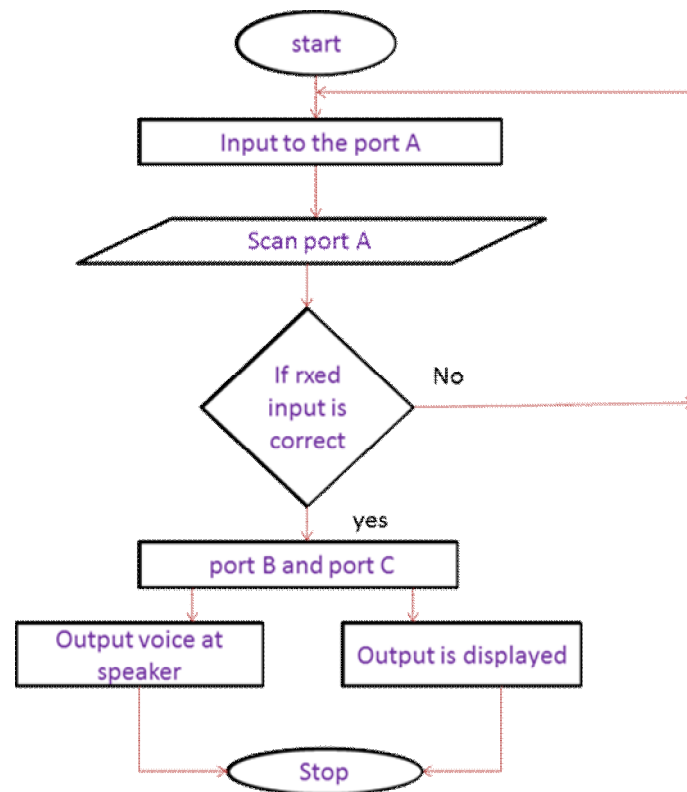 start
Input to the port A
Scan port A
If rxed
input is
correct
No
yes
port B and port C
Output voice at
speaker
Output is displayed
Stop